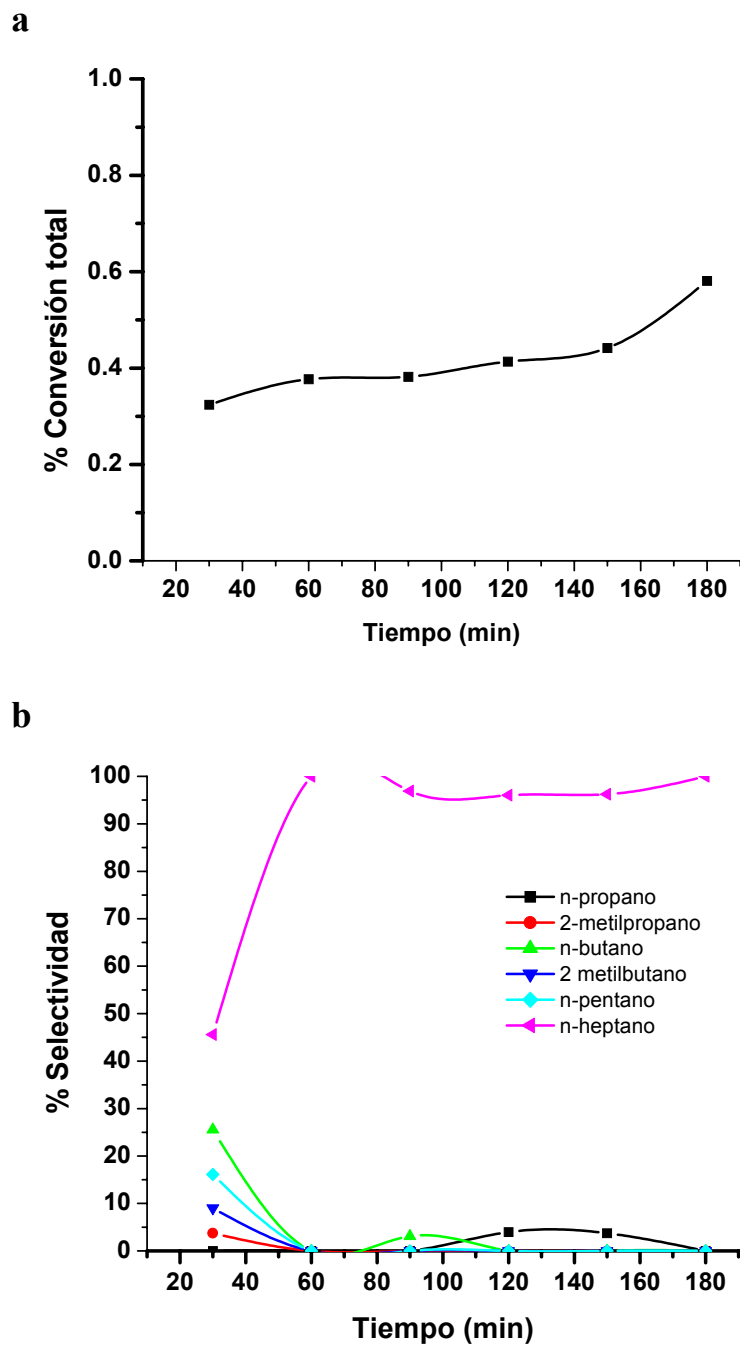 a
1.0
0.8
0.6
0.4
0.2
0.0
% Conversión total
20 40 60 80 100 120 140 160 180
Tiempo (min)
b
100
90
80
70
60
50
40
30
20
10
0
% Selectividad
n-propano
2-metilpropano
n-butano
2 metilbutano
n-pentano
n-heptano
20 40 60 80 100 120 140 160 180
Tiempo (min)